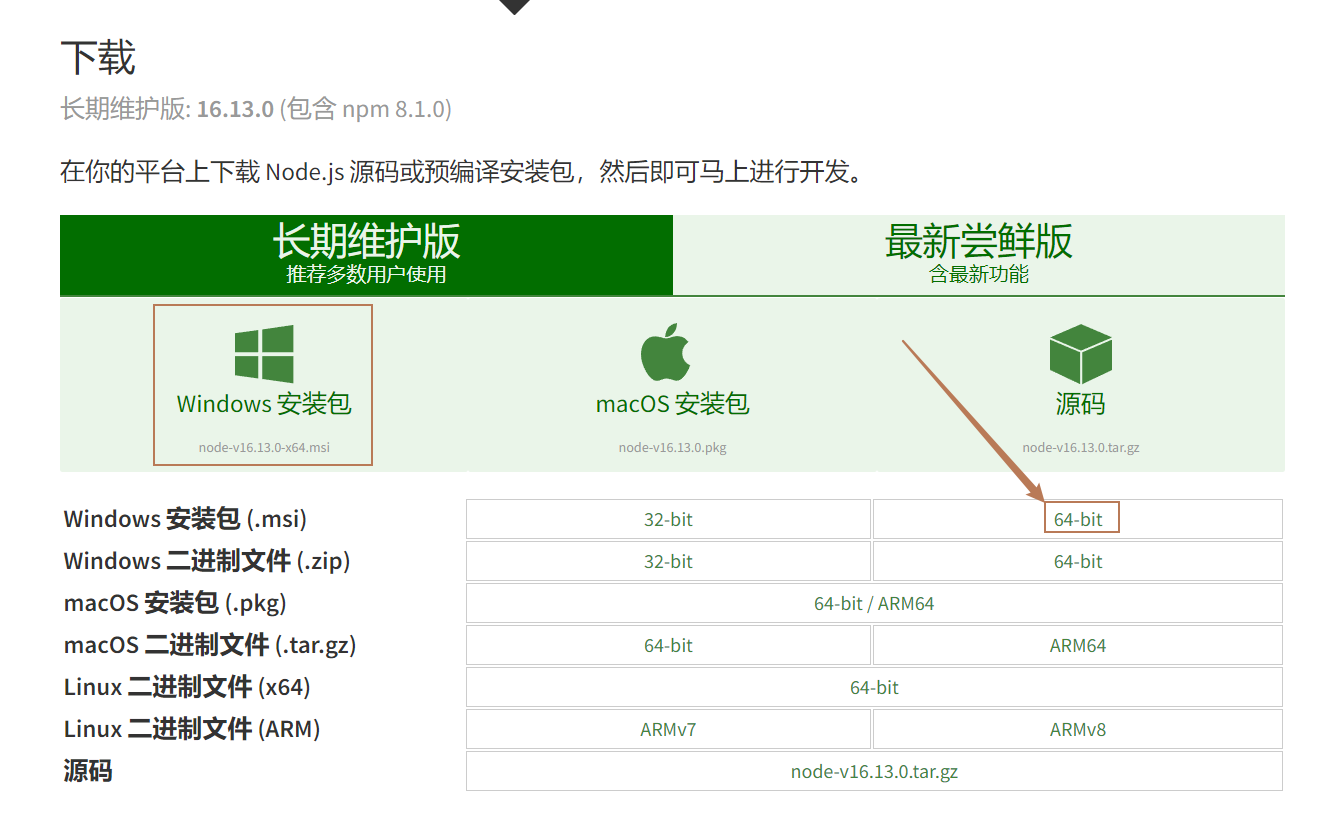 下载
长期维护版: 16.13.0 (包含 npm 8.1.0)
在你的平台上下载 Node.js 源码或预编译安装包，然后即可马上进行开发。
长期维护版
推荐多数用户使用
最新尝鲜版
含最新功能
Windows 安装包
node-v16.13.0-x64.msi
macOS 安装包
node-v16.13.0.pkg
源码
node-v16.13.0.tar.gz
Windows 安装包 (.msi) 32-bit 64-bit
Windows 二进制文件 (.zip) 32-bit 64-bit
macOS 安装包 (.pkg) 64-bit / ARM64
macOS 二进制文件 (.tar.gz) 64-bit ARM64
Linux 二进制文件 (x64) 64-bit
Linux 二进制文件 (ARM) ARMv7 ARMv8
源码 node-v16.13.0.tar.gz